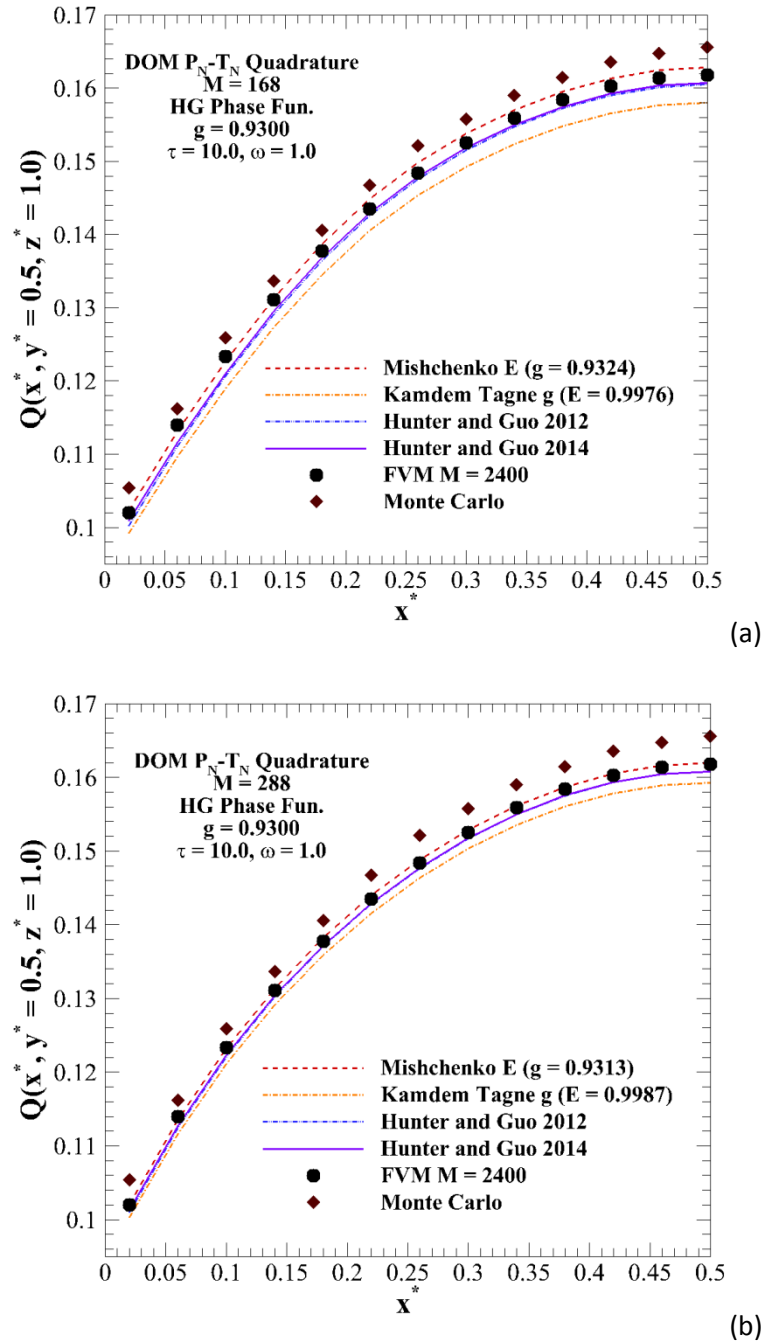 0.17
0.16
0.15
0.14
0.13
0.12
0.11
0.1
Q(x*, y* = 0.5, z* = 1.0)
DOM P_N-T_N Quadrature
M = 168
HG Phase Fun.
g = 0.9300
τ = 10.0, ω = 1.0
Mishchenko E (g = 0.9324)
Kamdem Tagne g (E = 0.9976)
Hunter and Guo 2012
Hunter and Guo 2014
FVM M = 2400
Monte Carlo
0 0.05 0.1 0.15 0.2 0.25 0.3 0.35 0.4 0.45 0.5
x*
(a)
0.17
0.16
0.15
0.14
0.13
0.12
0.11
0.1
Q(x*, y* = 0.5, z* = 1.0)
DOM P_N-T_N Quadrature
M = 288
HG Phase Fun.
g = 0.9300
τ = 10.0, ω = 1.0
Mishchenko E (g = 0.9313)
Kamdem Tagne g (E = 0.9987)
Hunter and Guo 2012
Hunter and Guo 2014
FVM M = 2400
Monte Carlo
0 0.05 0.1 0.15 0.2 0.25 0.3 0.35 0.4 0.45 0.5
x*
(b)